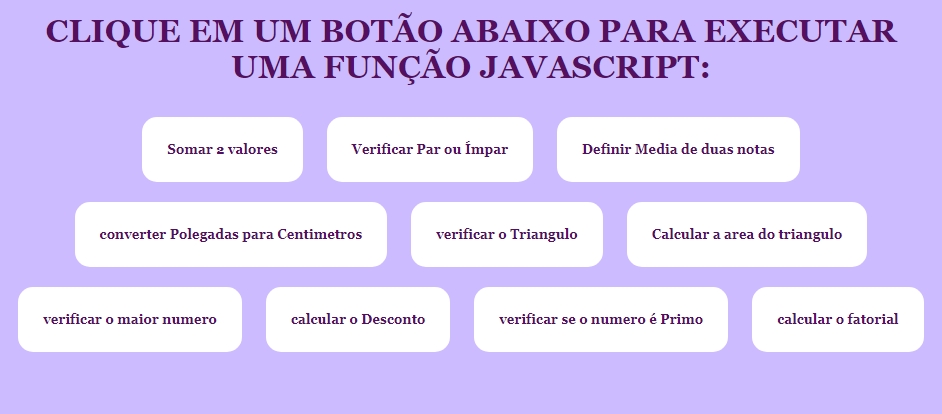 CLIQUE EM UM BOTÃO ABAIXO PARA EXECUTAR
UMA FUNÇÃO JAVASCRIPT:
Somar 2 valores
Verificar Par ou Ímpar
Definir Media de duas notas
converter Polegadas para Centimetros
verificar o Triangulo
Calcular a area do triangulo
verificar o maior numero
calcular o Desconto
verificar se o numero é Primo
calcular o fatorial